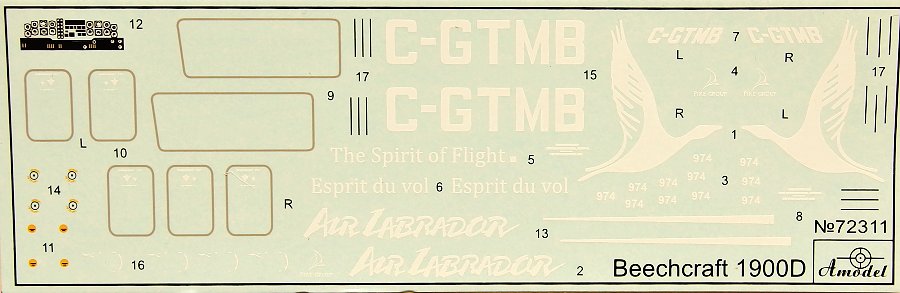 12
C-GTMB
C-GTMB 7 C-GTMB
L
R
17
15
4
17
9
C-GTMB
R
L
1
L
10
The Spirit of Flight
5
974
974
974
974
3
14
Esprit du vol 6 Esprit du vol
974
974
974
974
974
R
AIR LABRADOR
8
11
13
№72311
16
AIR LABRADOR
2
Beechcraft 1900D
Amodel